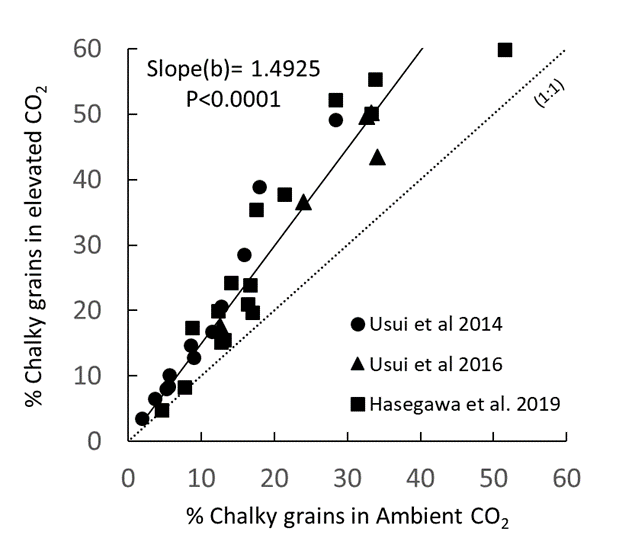 60
50
40
30
20
10
0
% Chalky grains in elevated CO₂
Slope(b)= 1.4925
P<0.0001
(1:1)
Usui et al 2014
Usui et al 2016
Hasegawa et al. 2019
0 10 20 30 40 50 60
% Chalky grains in Ambient CO₂